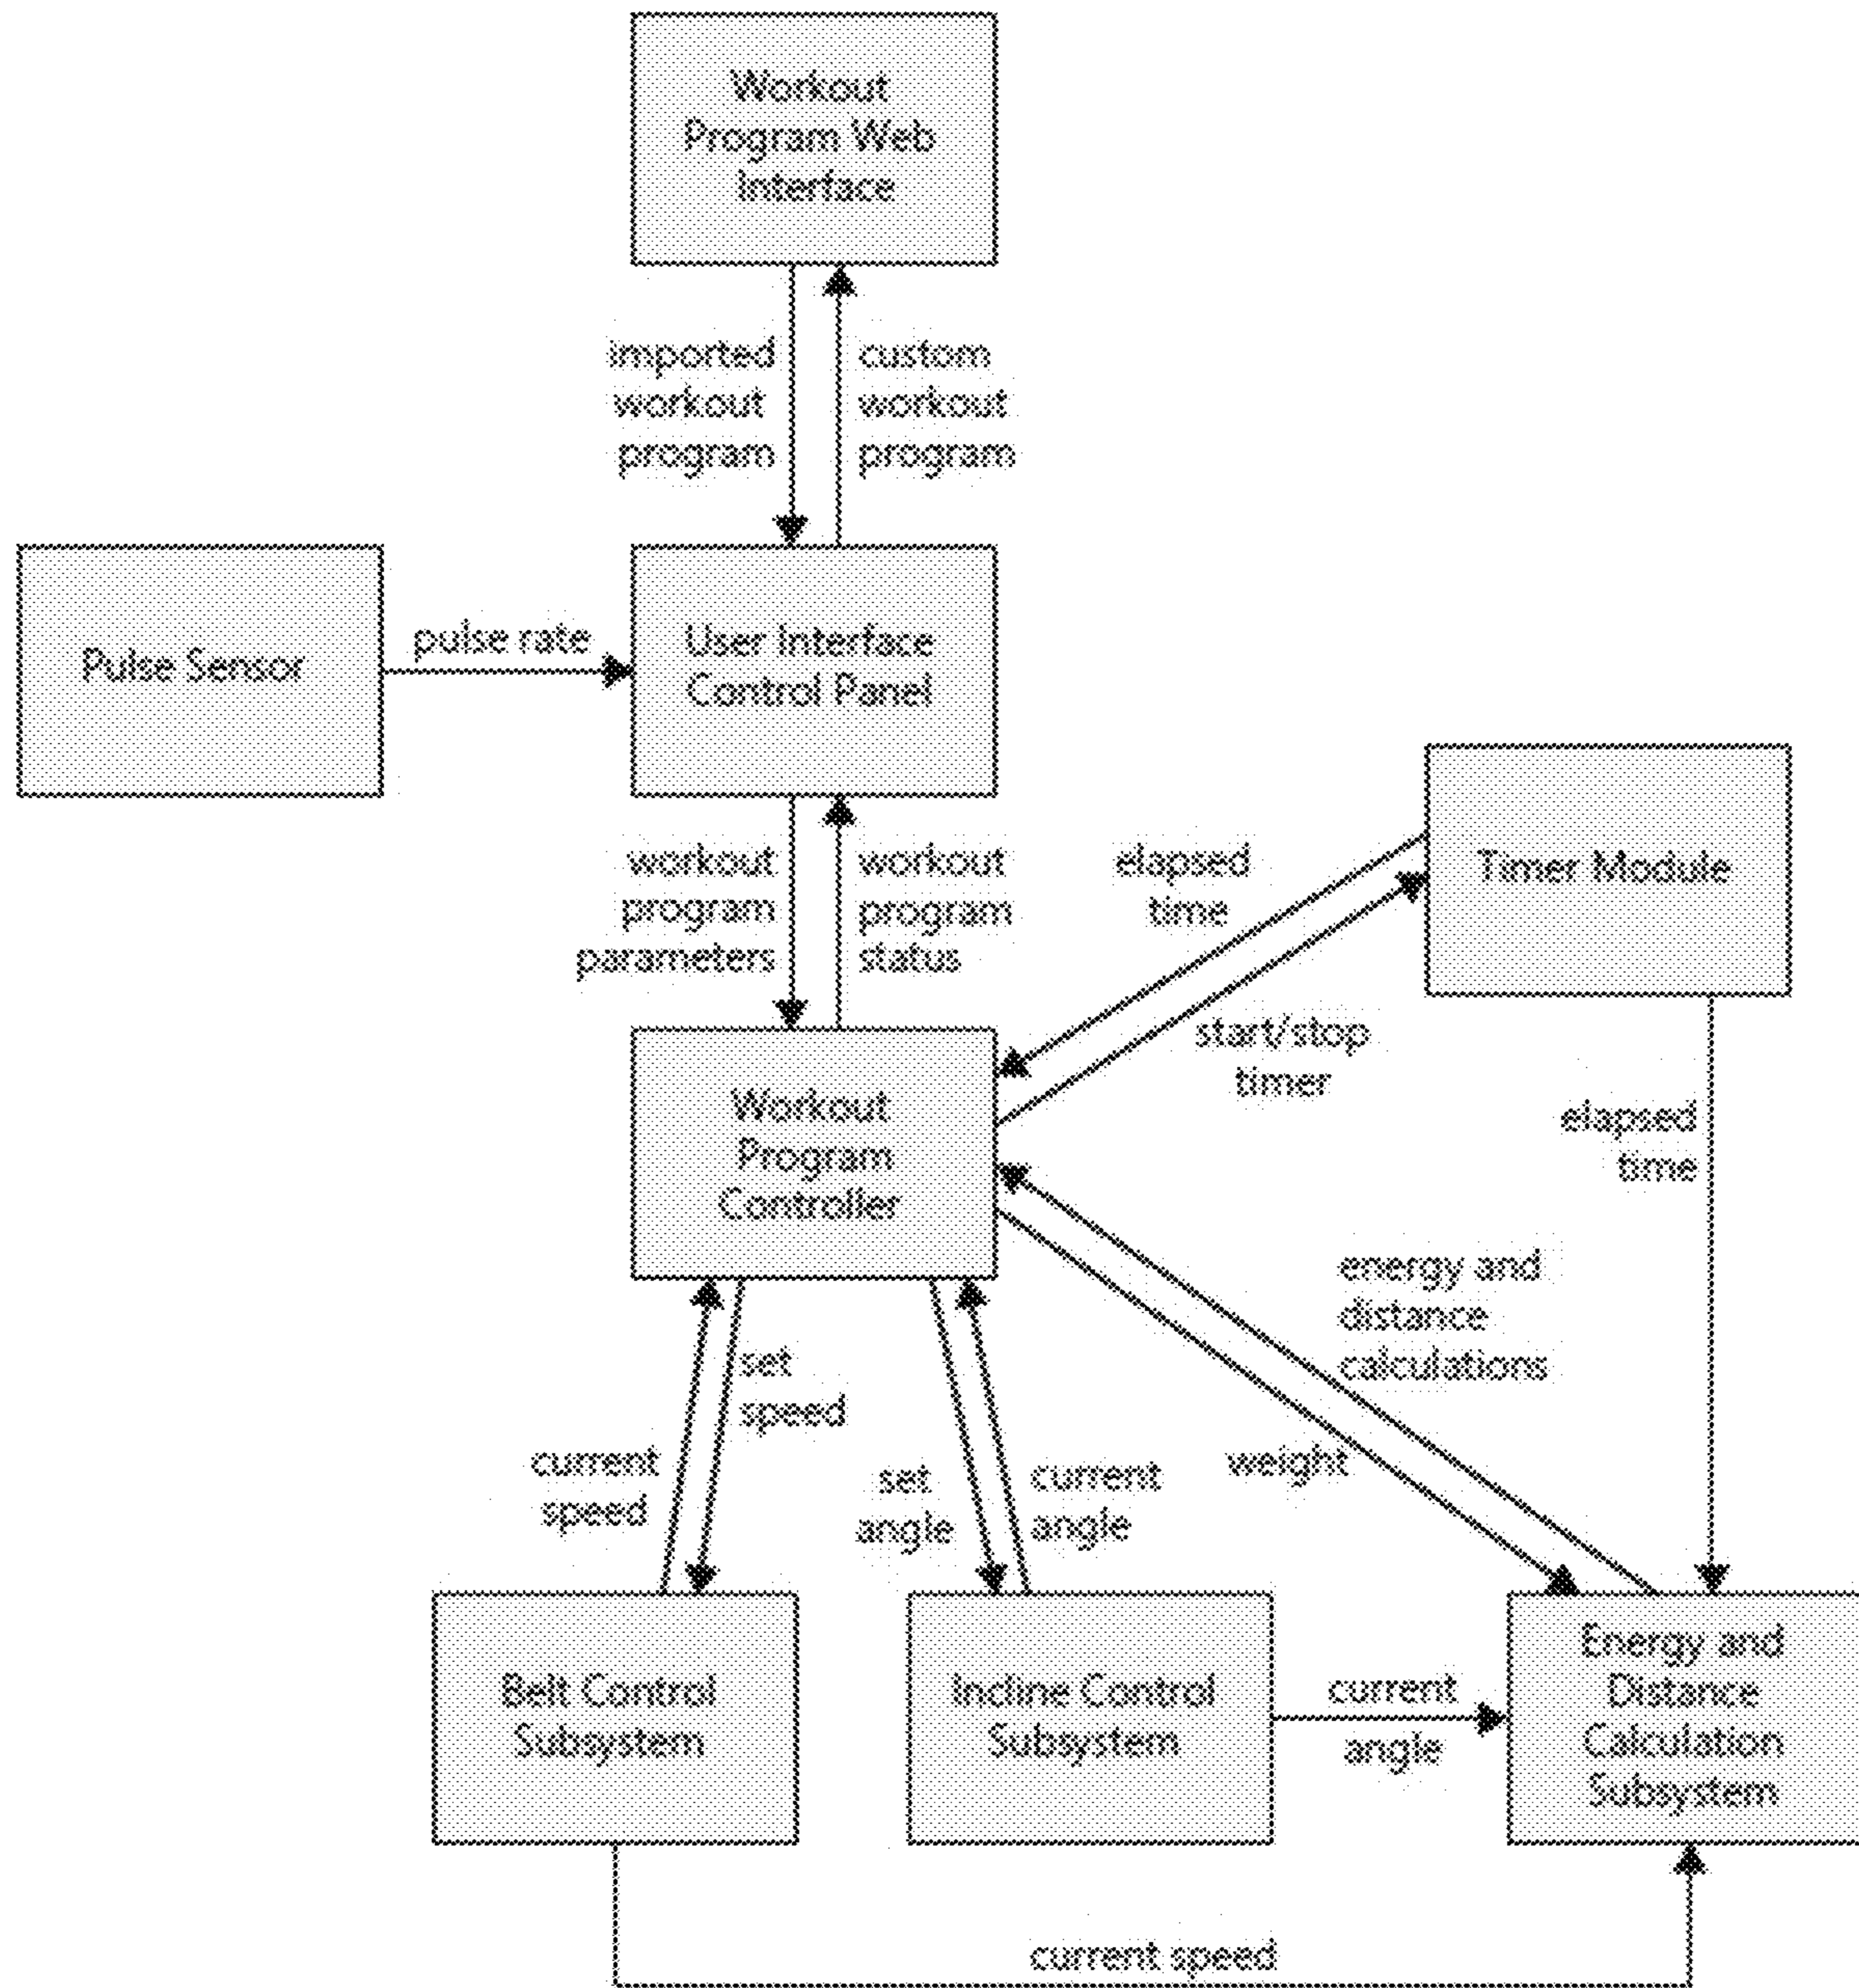 Workout
Program Web
Interface
imported
workout
program
custom
workout
program
Pulse Sensor
pulse rate
User Interface
Control Panel
workout
program
parameters
workout
program
status
elapsed
time
Timer Module
start/stop
timer
Workout
Program
Controller
elapsed
time
energy and
distance
calculations
set
speed
current
speed
set
angle
current
angle
weight
Belt Control
Subsystem
Incline Control
Subsystem
current
angle
Energy and
Distance
Calculation
Subsystem
current speed